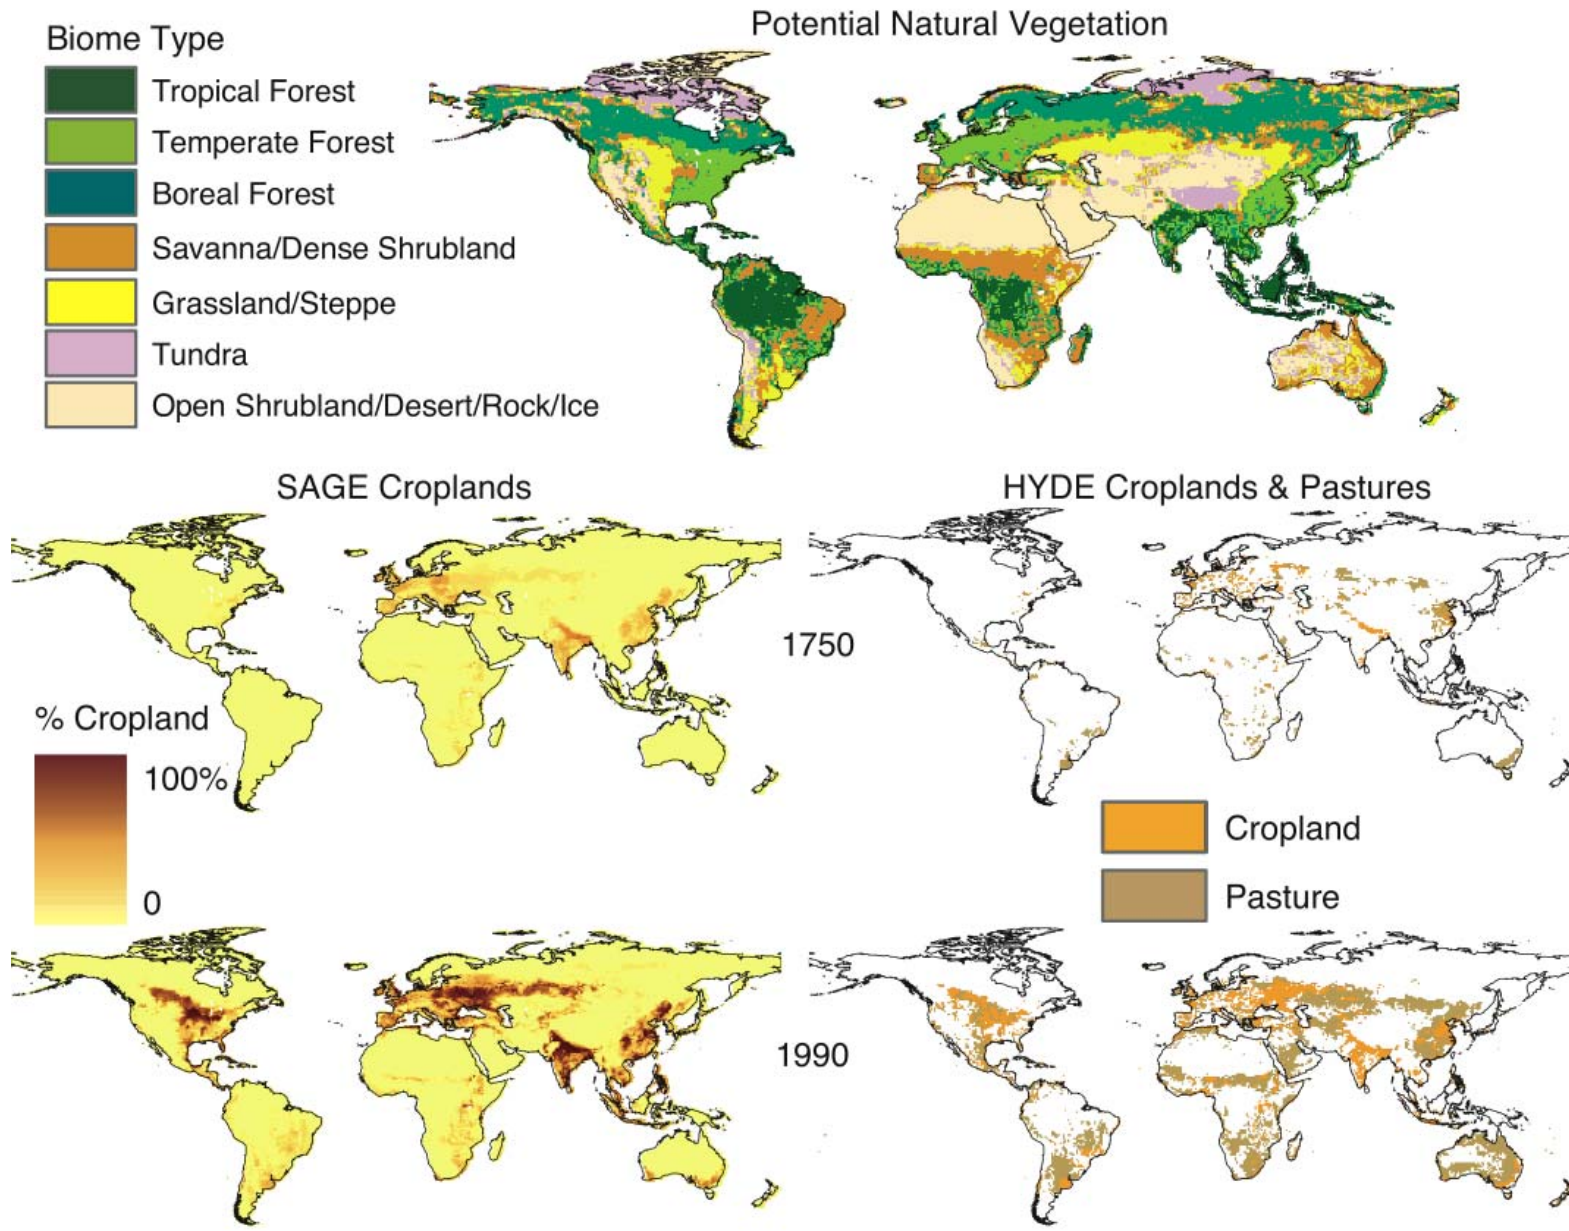 Potential Natural Vegetation
Biome Type
Tropical Forest
Temperate Forest
Boreal Forest
Savanna/Dense Shrubland
Grassland/Steppe
Tundra
Open Shrubland/Desert/Rock/Ice
SAGE Croplands
HYDE Croplands & Pastures
1750
% Cropland
100%
0
Cropland
Pasture
1990